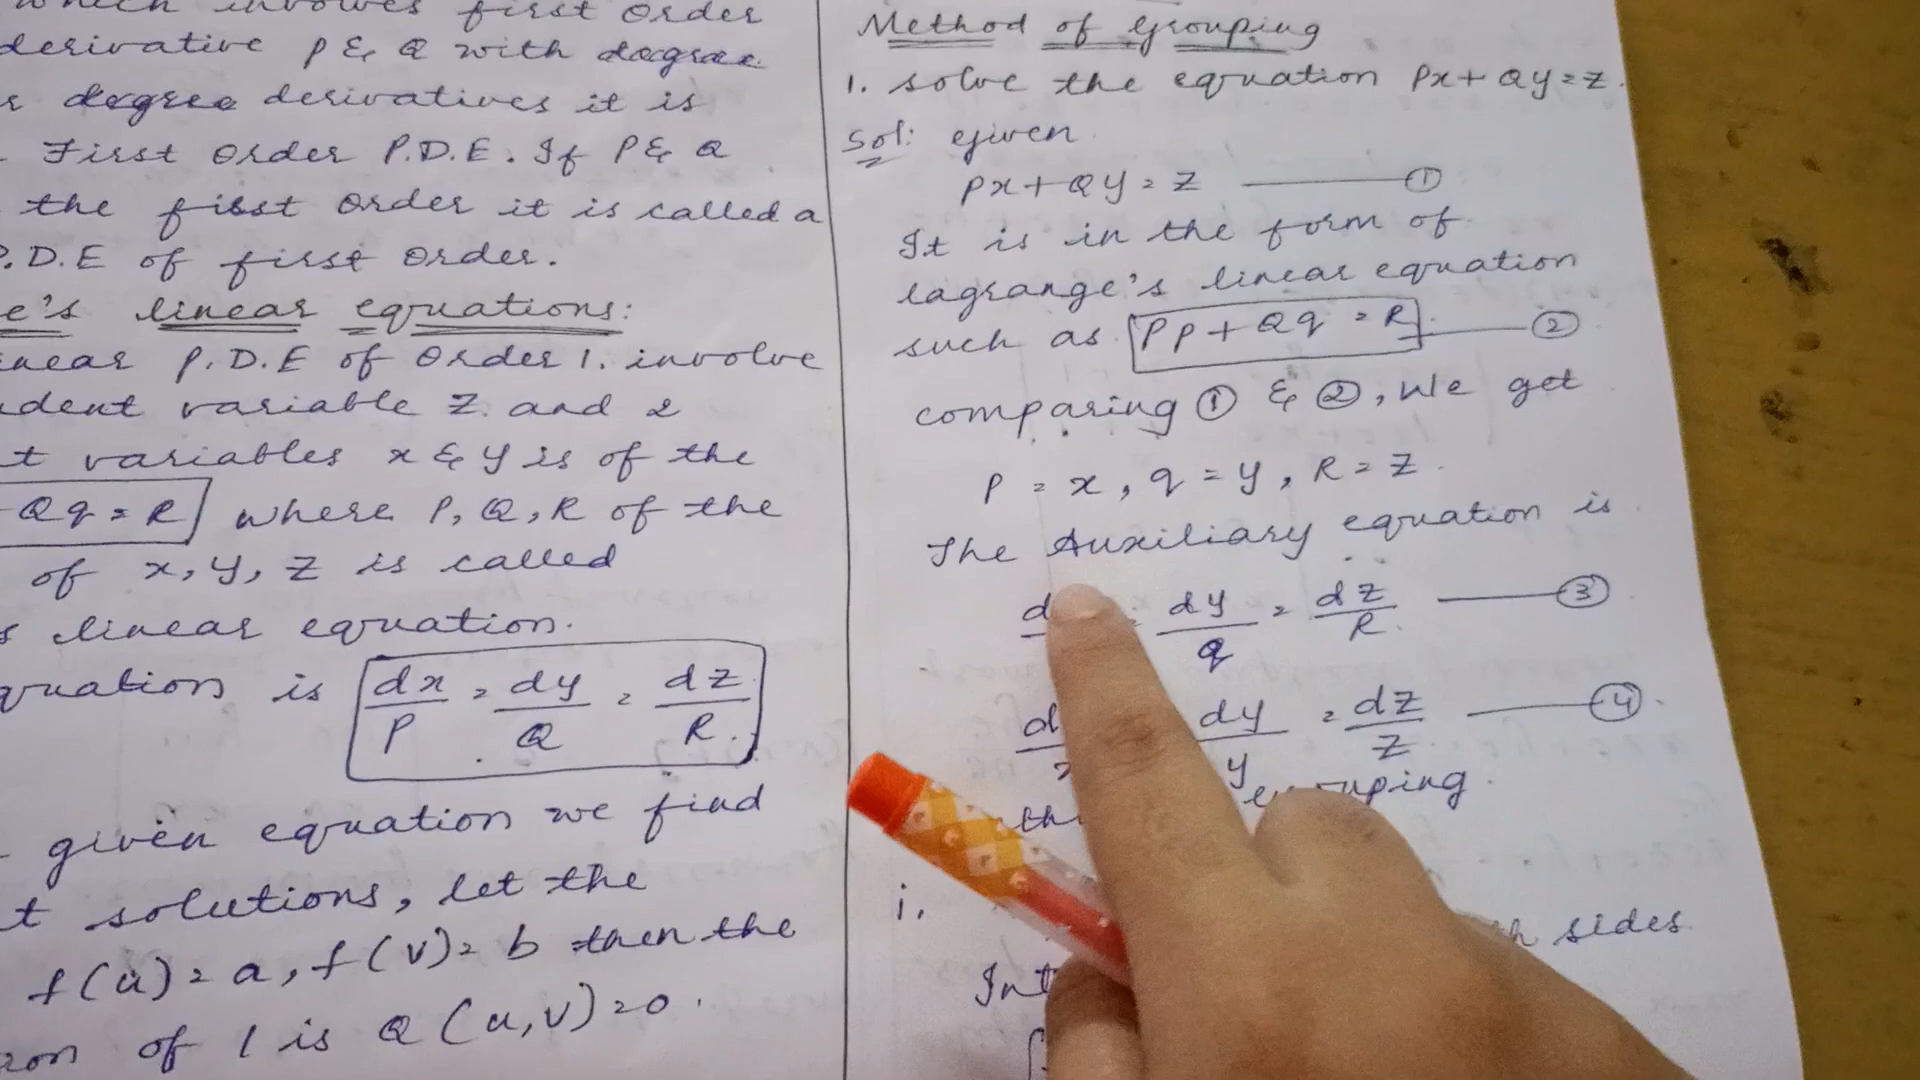 which involves first order
derivative p & Q with degree
degree derivatives it is
First order P.D.E. If P & Q
the first order it is called a
P.D.E of first order.
e's linear equations:
P.D.E of order 1. involve
variable z. and 2
t variables x & y is of the
Qq = R where P, Q, R of the
of x, y, z is called
s linear equation.
is dx/P = dy/Q = dz/R.
given equation we find
t solutions, let the
f(u) = a, f(v) = b then the
of 1 is Q (u,v) = 0.
Method of Grouping
1. solve the equation Px + Qy = z.
Sol: Given
Px + Qy = z ①
It is in the form of
lagrange's linear equation
such as Pp + Qq = R ②
comparing ① & ②, We get
P = x, q = y, R = z.
The Auxiliary equation is
= dy/q = dz/R. ③
dy/y = dz/z ④
i.
sides.